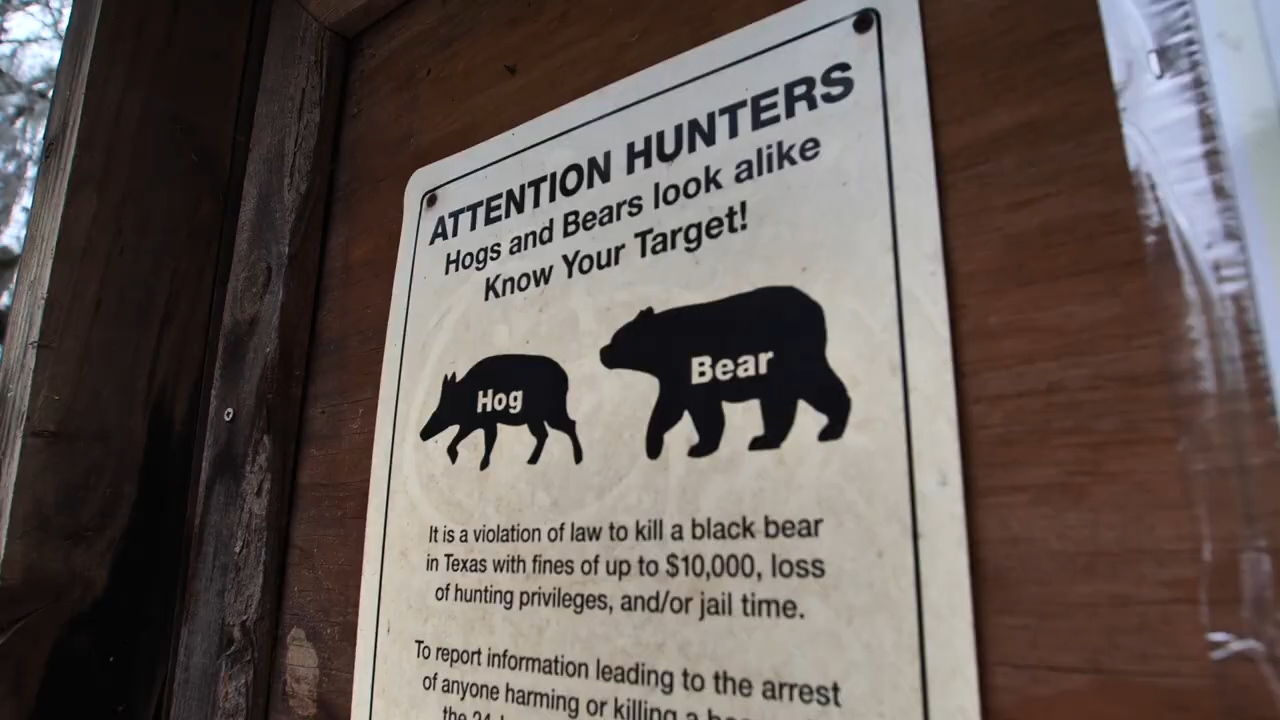 ATTENTION HUNTERS
Hogs and Bears look alike
Know Your Target!
Hog
Bear
It is a violation of law to kill a black bear
in Texas with fines of up to $10,000, loss
of hunting privileges, and/or jail time.
To report information leading to the arrest
of anyone harming or killing a
the